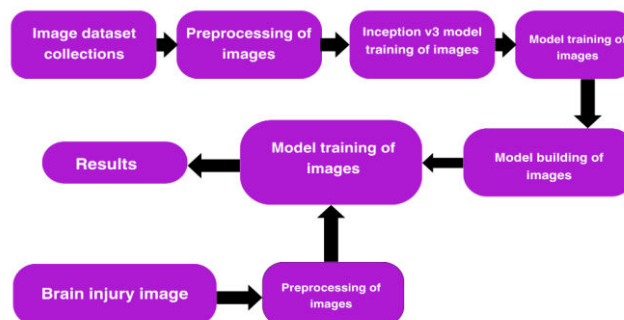 Image dataset
collections
Preprocessing of
images
Inception v3 model
training of images
Model training of
images
Model building of
images
Model training of
images
Results
Brain injury image
Preprocessing of
images